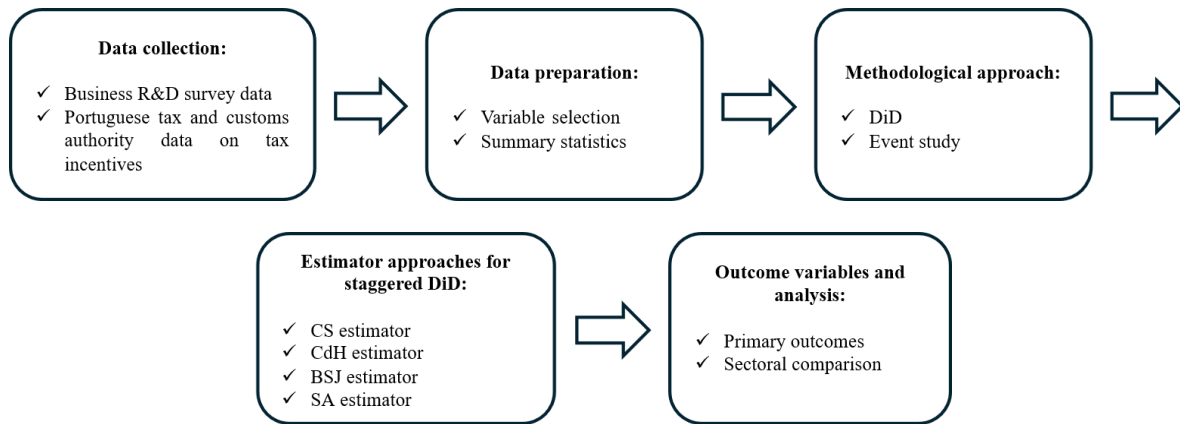 Data collection:
✓ Business R&D survey data
✓ Portuguese tax and customs
authority data on tax
incentives
Data preparation:
✓ Variable selection
✓ Summary statistics
Methodological approach:
✓ DiD
✓ Event study
Estimator approaches for
staggered DiD:
✓ CS estimator
✓ CdH estimator
✓ BSJ estimator
✓ SA estimator
Outcome variables and
analysis:
✓ Primary outcomes
✓ Sectoral comparison